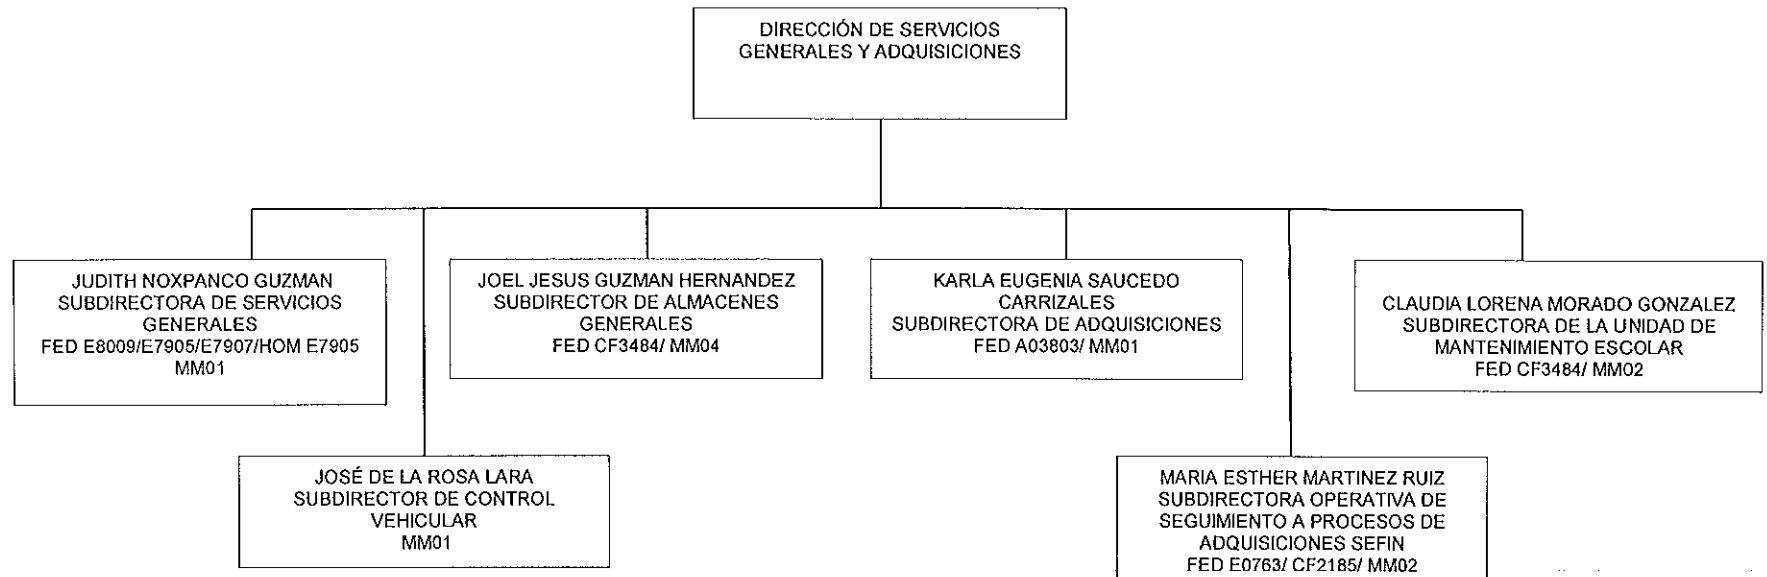 DIRECCIÓN DE SERVICIOS
GENERALES Y ADQUISICIONES
JUDITH NOXPANCO GUZMAN
SUBDIRECTORA DE SERVICIOS
GENERALES
FED E8009/E7905/E7907/HOM E7905
MM01
JOEL JESUS GUZMAN HERNANDEZ
SUBDIRECTOR DE ALMACENES
GENERALES
FED CF3484/ MM04
KARLA EUGENIA SAUCEDO
CARRIZALES
SUBDIRECTORA DE ADQUISICIONES
FED A03803/ MM01
CLAUDIA LORENA MORADO GONZALEZ
SUBDIRECTORA DE LA UNIDAD DE
MANTENIMIENTO ESCOLAR
FED CF3484/ MM02
JOSÉ DE LA ROSA LARA
SUBDIRECTOR DE CONTROL
VEHICULAR
MM01
MARIA ESTHER MARTINEZ RUIZ
SUBDIRECTORA OPERATIVA DE
SEGUIMIENTO A PROCESOS DE
ADQUISICIONES SEFIN
FED E0763/ CF2185/ MM02